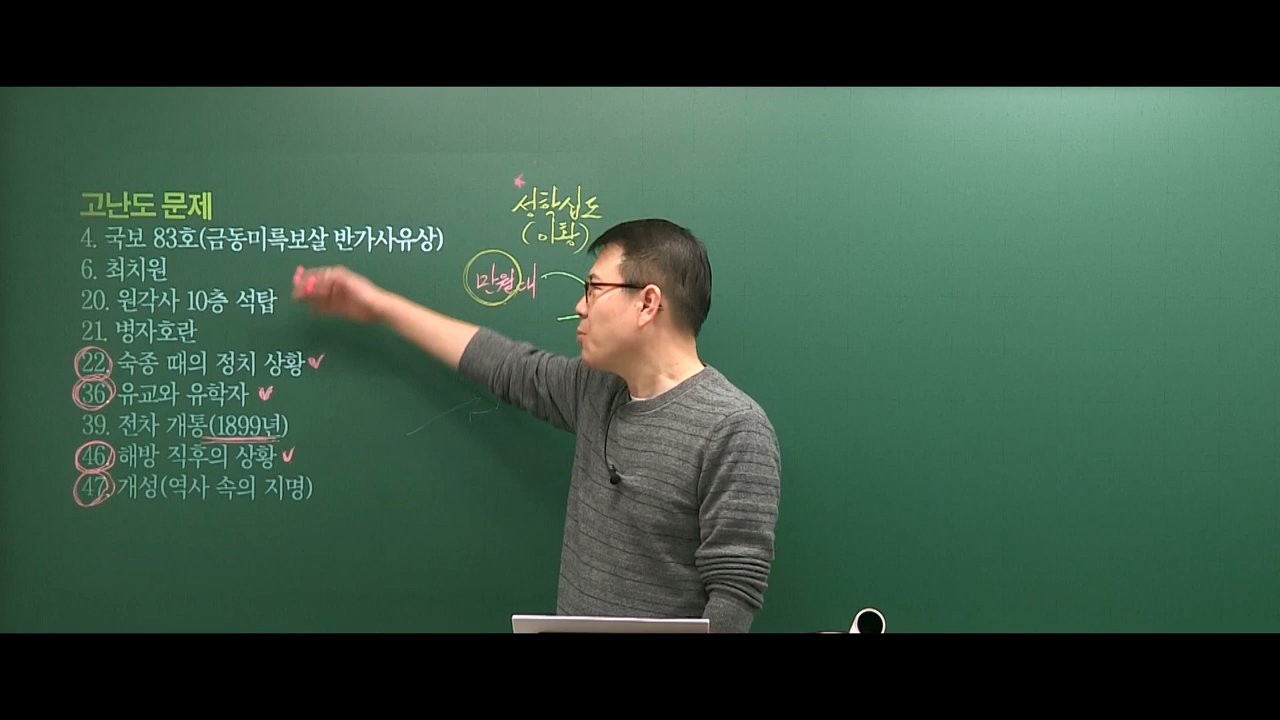 고난도 문제
4. 국보 83호(금동미륵보살 반가사유상)
6. 최치원
20. 원각사 10층 석탑
21. 병자호란
22. 숙종 때의 정치 상황
36. 유교와 유학자
39. 전차 개통(1899년)
46. 해방 직후의 상황
47. 개성(역사 속의 지명)
성학십도
(이황)
만월대